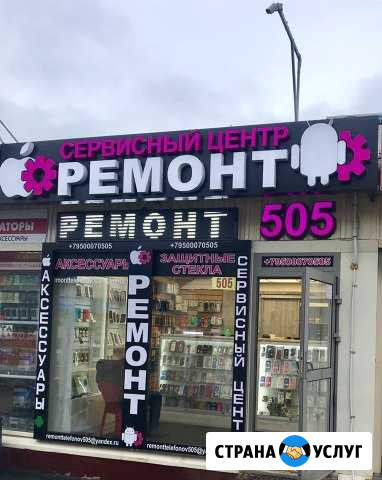 СЕРВИСНЫЙ ЦЕНТР
РЕМОНТ
РЕМОНТ
505
АКСЕССУАРЫ
+79500070505
+79500070505
+79500070505
АКСЕССУАРЫ
ЗАЩИТНЫЕ
СТЕКЛА
505
АКСЕССУАРЫ
РЕМОНТ
СЕРВИСНЫЙ ЦЕНТ
remonttelefonov505@yandex.ru
СТРАНА УСЛУГ